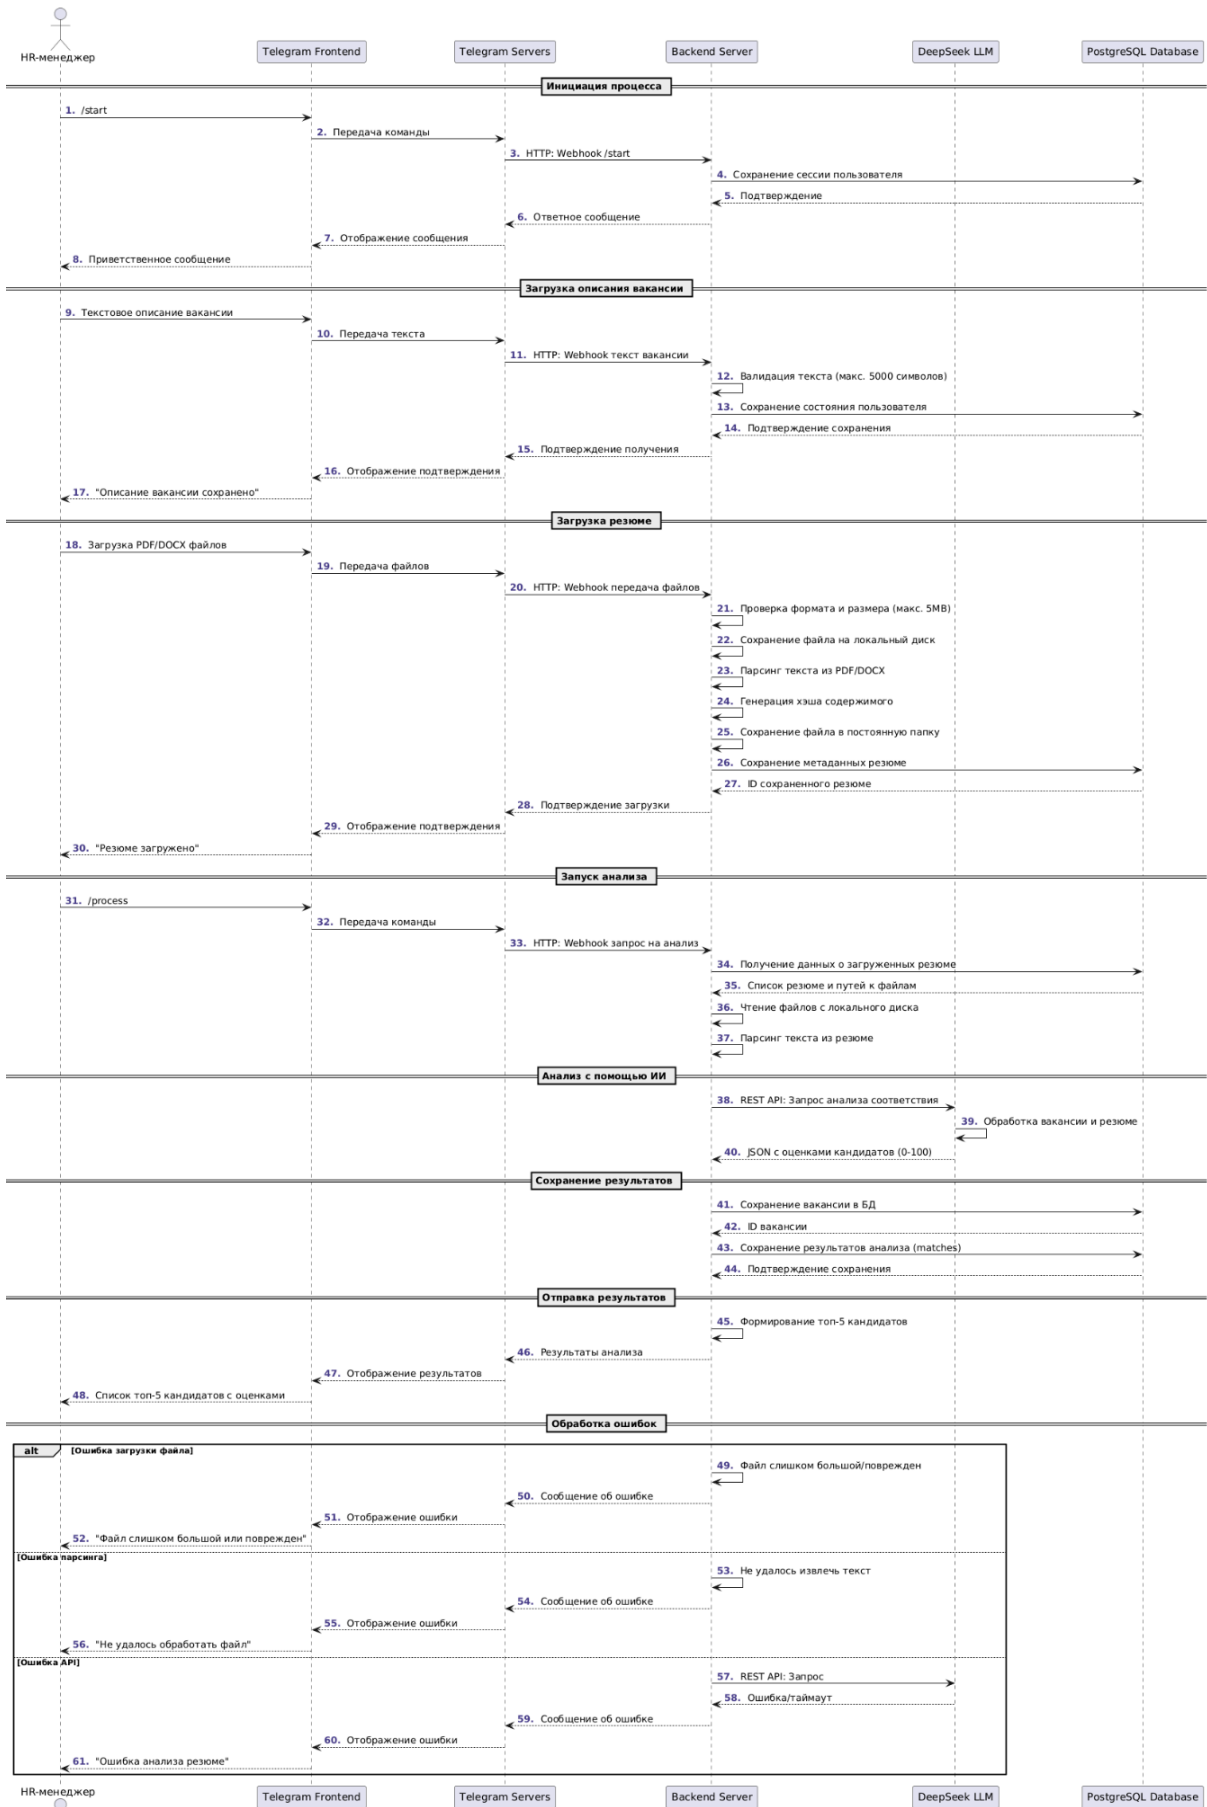 HR-менеджер
Telegram Frontend
Telegram Servers
Backend Server
DeepSeek LLM
PostgreSQL Database
Инициация процесса
1. /start
2. Передача команды
3. HTTP: Webhook /start
4. Сохранение сессии пользователя
5. Подтверждение
6. Ответное сообщение
7. Отображение сообщения
8. Приветственное сообщение
Загрузка описания вакансии
9. Текстовое описание вакансии
10. Передача текста
11. HTTP: Webhook текст вакансии
12. Валидация текста (макс. 5000 символов)
13. Сохранение состояния пользователя
14. Подтверждение сохранения
15. Подтверждение получения
16. Отображение подтверждения
17. "Описание вакансии сохранено"
Загрузка резюме
18. Загрузка PDF/DOCX файлов
19. Передача файлов
20. HTTP: Webhook передача файлов
21. Проверка формата и размера (макс. 5MB)
22. Сохранение файла на локальный диск
23. Парсинг текста из PDF/DOCX
24. Генерация хэша содержимого
25. Сохранение файла в постоянную папку
26. Сохранение метаданных резюме
27. ID сохраненного резюме
28. Подтверждение загрузки
29. Отображение подтверждения
30. "Резюме загружено"
Запуск анализа
31. /process
32. Передача команды
33. HTTP: Webhook запрос на анализ
34. Получение данных о загруженных резюме
35. Список резюме и путей к файлам
36. Чтение файлов с локального диска
37. Парсинг текста из резюме
Анализ с помощью ИИ
38. REST API: Запрос анализа соответствия
39. Обработка вакансии и резюме
40. JSON с оценками кандидатов (0-100)
Сохранение результатов
41. Сохранение вакансии в БД
42. ID вакансии
43. Сохранение результатов анализа (matches)
44. Подтверждение сохранения
Отправка результатов
45. Формирование топ-5 кандидатов
46. Результаты анализа
47. Отображение результатов
48. Список топ-5 кандидатов с оценками
Обработка ошибок
alt [Ошибка загрузки файла]
49. Файл слишком большой/поврежден
50. Сообщение об ошибке
51. Отображение ошибки
52. "Файл слишком большой или поврежден"
[Ошибка парсинга]
53. Не удалось извлечь текст
54. Сообщение об ошибке
55. Отображение ошибки
56. "Не удалось обработать файл"
[Ошибка API]
57. REST API: Запрос
58. Ошибка/таймаут
59. Сообщение об ошибке
60. Отображение ошибки
61. "Ошибка анализа резюме"
HR-менеджер
Telegram Frontend
Telegram Servers
Backend Server
DeepSeek LLM
PostgreSQL Database